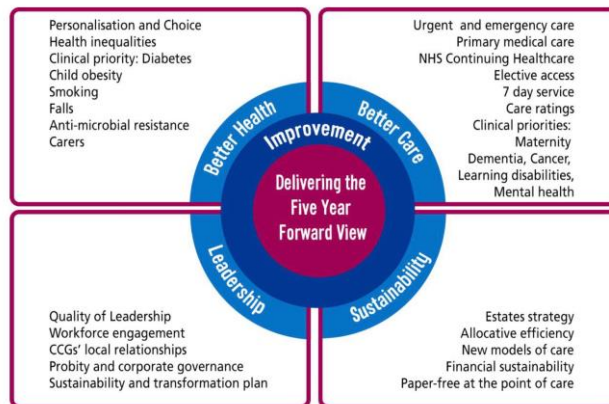 Personalisation and Choice
Health inequalities
Clinical priority: Diabetes
Child obesity
Smoking
Falls
Anti-microbial resistance
Carers
Urgent and emergency care
Primary medical care
NHS Continuing Healthcare
Elective access
7 day service
Care ratings
Clinical priorities:
Maternity
Dementia, Cancer,
Learning disabilities,
Mental health
Better Health
Better Care
Improvement
Delivering the
Five Year
Forward View
Leadership
Sustainability
Quality of Leadership
Workforce engagement
CCGs' local relationships
Probity and corporate governance
Sustainability and transformation plan
Estates strategy
Allocative efficiency
New models of care
Financial sustainability
Paper-free at the point of care